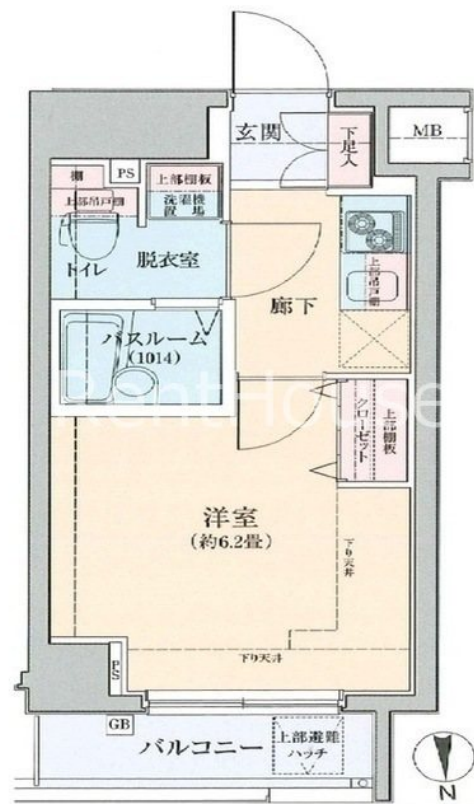 玄関
下足入
MB
棚
PS
上部棚板
上部吊戸棚
洗濯機
置場
トイレ
脱衣室
廊下
上部吊戸棚
バスルーム
(1014)
RentHouse
クローゼット
上部棚板
洋室
(約6.2畳)
下り天井
下り天井
PS
GB
バルコニー
上部避難
ハッチ
N